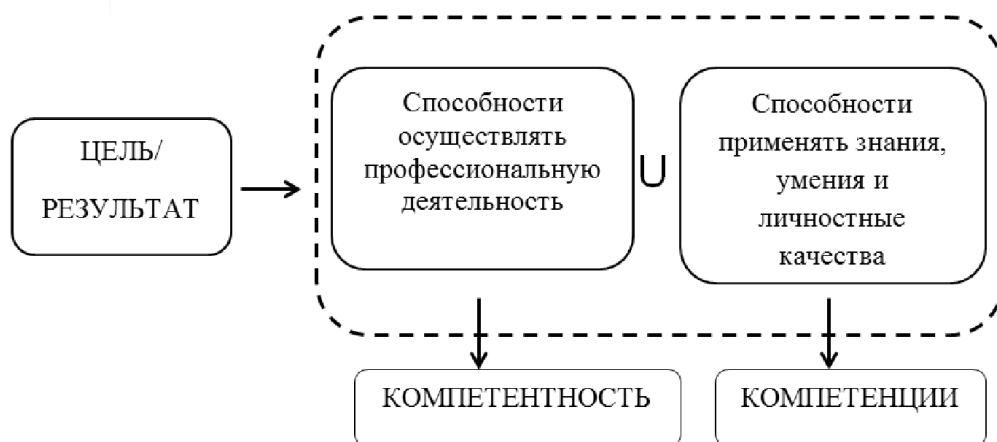 ЦЕЛЬ/
РЕЗУЛЬТАТ
Способности
осуществлять
профессиональную
деятельность
∪
Способности
применять знания,
умения и
личностные
качества
КОМПЕТЕНТНОСТЬ
КОМПЕТЕНЦИИ